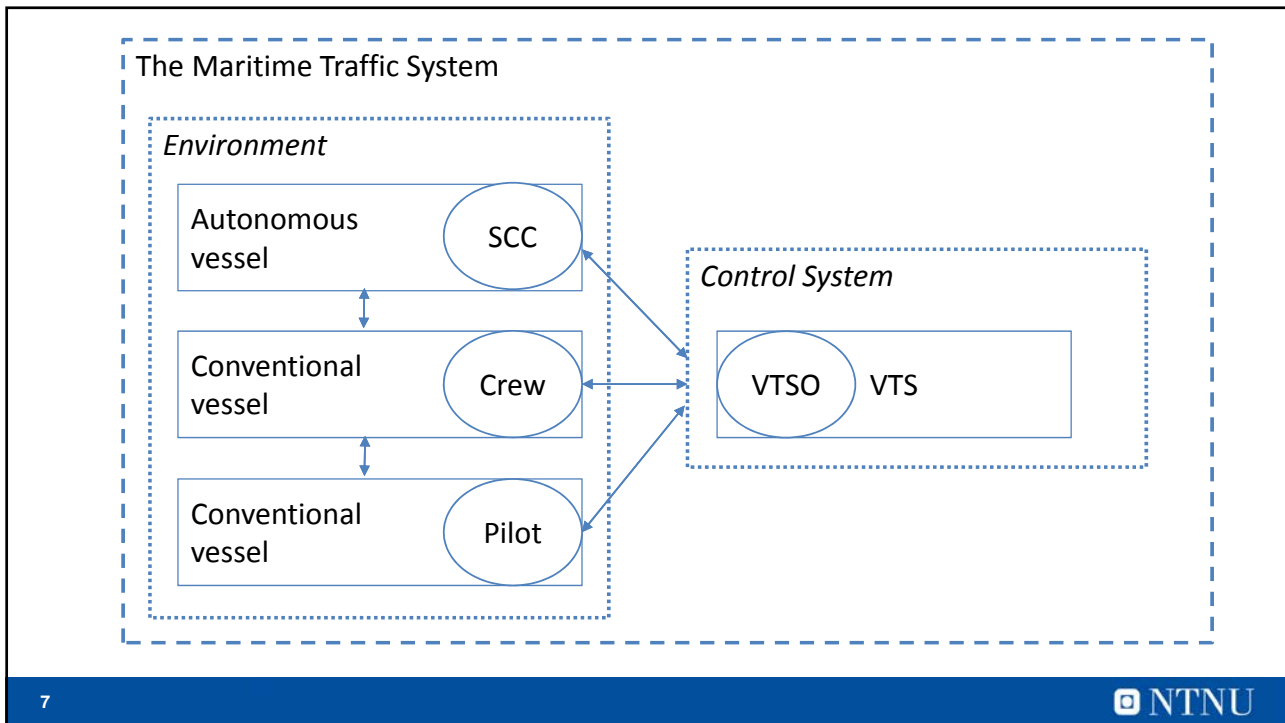 The Maritime Traffic System
Environment
Autonomous
vessel
SCC
Control System
Conventional
vessel
Crew
VTSO
VTS
Conventional
vessel
Pilot
7
NTNU